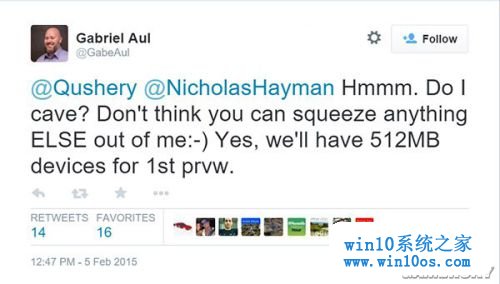 Gabriel Aul
@GabeAul
Follow
@Qushery @NicholasHayman Hmmm. Do I
cave? Don't think you can squeeze anything
ELSE out of me:-) Yes, we'll have 512MB
devices for 1st prvw.
RETWEETS FAVORITES
14 16
12:47 PM - 5 Feb 2015
win10系统之家
www.win10os.com